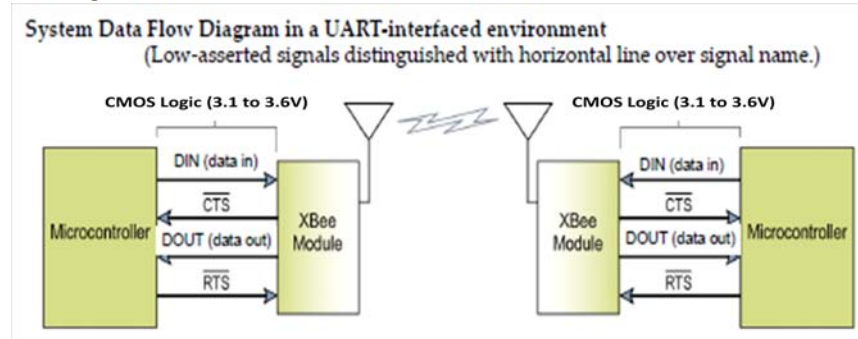 System Data Flow Diagram in a UART-interfaced environment
(Low-asserted signals distinguished with horizontal line over signal name.)
CMOS Logic (3.1 to 3.6V)
CMOS Logic (3.1 to 3.6V)
DIN (data in)
CTS
DOUT (data out)
RTS
Microcontroller
XBee
Module
XBee
Module
DIN (data in)
CTS
DOUT (data out)
RTS
Microcontroller